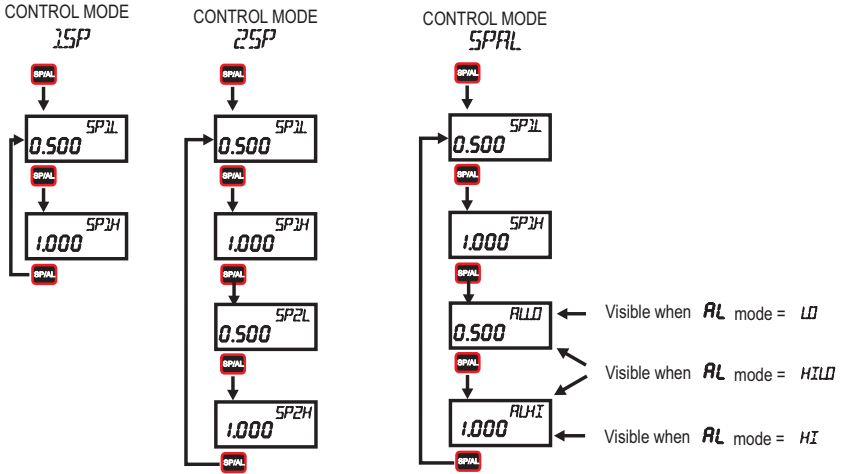 CONTROL MODE
1SP
SP/AL
SP1L
0.500
SP/AL
SP1H
1.000
SP/AL
CONTROL MODE
2SP
SP/AL
SP1L
0.500
SP/AL
SP1H
1.000
SP/AL
SP2L
0.500
SP/AL
SP2H
1.000
SP/AL
CONTROL MODE
SPAL
SP/AL
SP1L
0.500
SP/AL
SP1H
1.000
SP/AL
ALLO
0.500
SP/AL
ALHI
1.000
SP/AL
Visible when AL mode = LO
Visible when AL mode = HILO
Visible when AL mode = HI